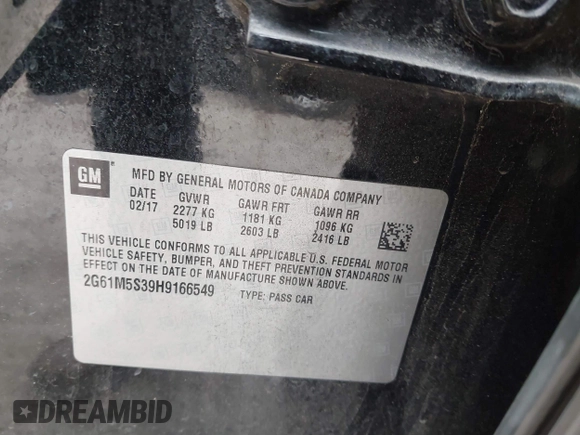 GM
MFD BY GENERAL MOTORS OF CANADA COMPANY
DATE GVWR GAWR FRT GAWR RR
02/17 2277 KG 1181 KG 1096 KG
5019 LB 2603 LB 2416 LB
THIS VEHICLE CONFORMS TO ALL APPLICABLE U.S. FEDERAL MOTOR
VEHICLE SAFETY, BUMPER, AND THEFT PREVENTION STANDARDS IN
EFFECT ON THE DATE OF MANUFACTURE SHOWN ABOVE.
2G61M5S39H9166549 TYPE: PASS CAR
DREAMBID